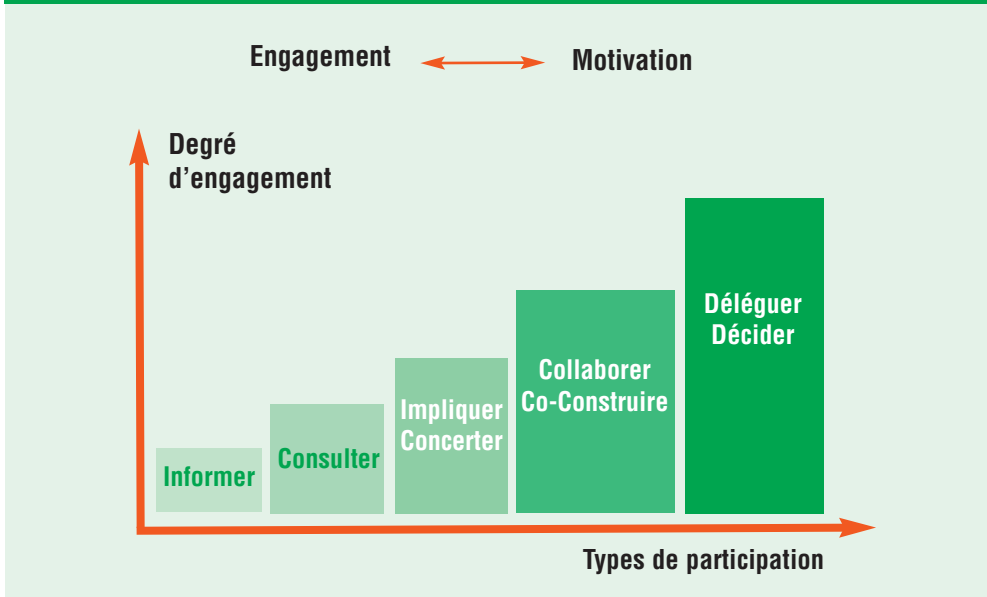 Engagement Motivation
Degré
d’engagement
Informer
Consulter
Impliquer
Concerter
Collaborer
Co-Construire
Déléguer
Décider
Types de participation